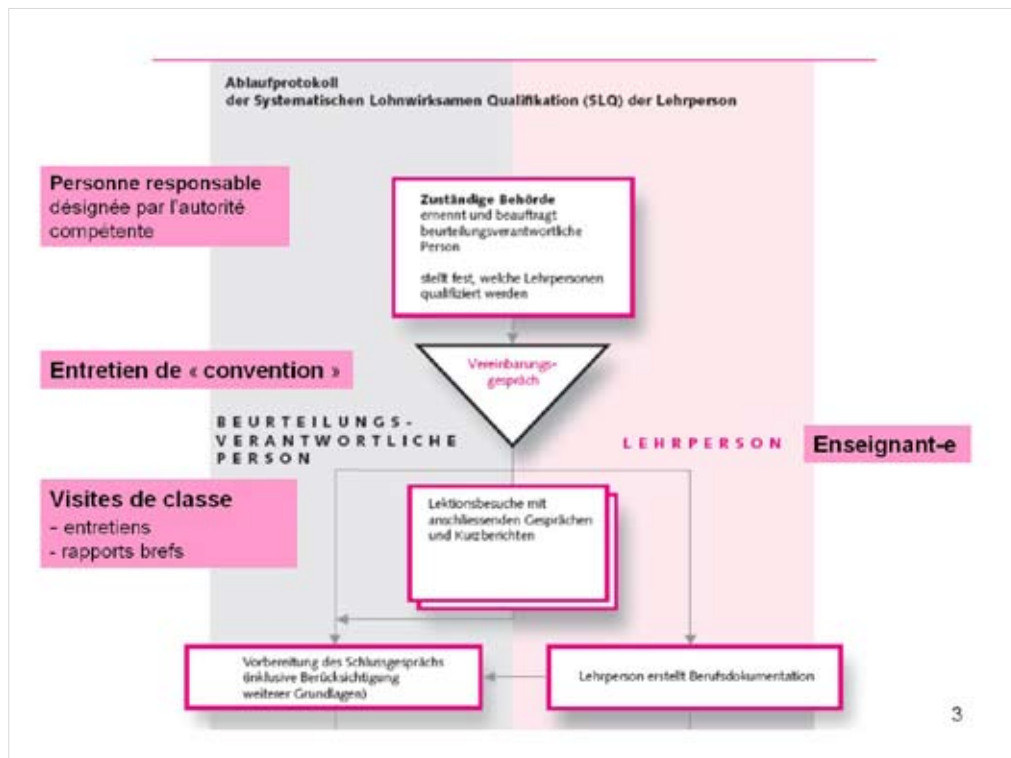 Ablaufprotokoll
der Systematischen Lohnwirksamen Qualifikation (SLQ) der Lehrperson
Personne responsable
désignée par l'autorité
compétente
Zuständige Behörde
ernennt und beauftragt
beurteilungsverantwortliche
Person
stellt fest, welche Lehrpersonen
qualifiziert werden
Entretien de « convention »
Vereinbarungs-
gespräch
BEURTEILUNGS-
VERANTWORTLICHE
PERSON
LEHRPERSON
Enseignant-e
Visites de classe
- entretiens
- rapports brefs
Lektionsbesuche mit
anschliessenden Gesprächen
und Kurzberichten
Vorbereitung des Schlussgesprächs
(inklusive Berücksichtigung
weiterer Grundlagen)
Lehrperson erstellt Berufsdokumentation
3